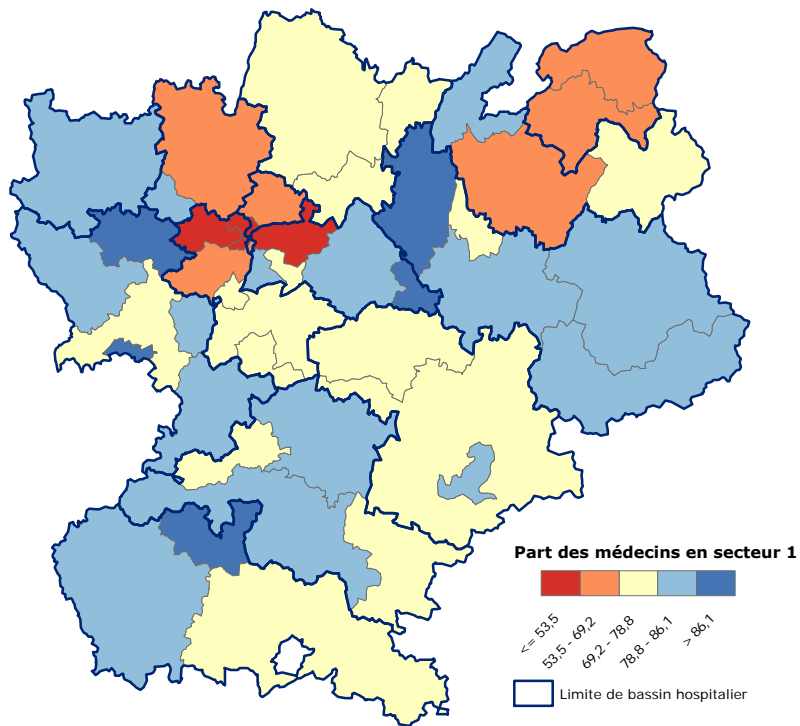 Part des médecins en secteur 1
<= 53,5
53,5 - 69,2
69,2 - 78,8
78,8 - 86,1
> 86,1
Limite de bassin hospitalier